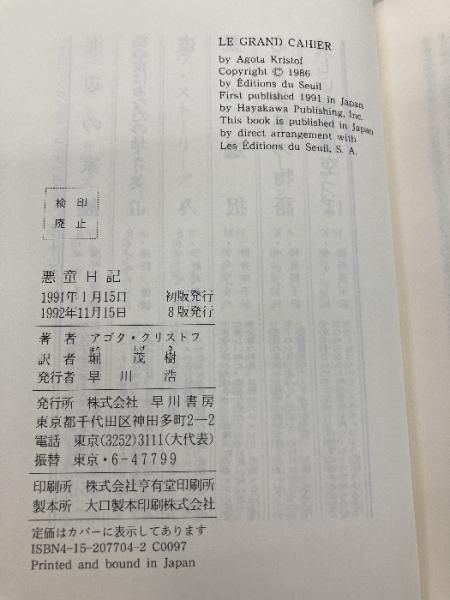 LE GRAND CAHIER
by Agota Kristof
Copyright © 1986
by Éditions du Seuil
First published 1991 in Japan
by Hayakawa Publishing, Inc.
This book is published in Japan
by direct arrangement with
Les Éditions du Seuil, S. A.
検印
廃止
悪童日記
1991年1月15日 初版発行
1992年11月15日 8版発行
著者 アゴタ・クリストフ
訳者 堀茂樹
発行者 早川浩
発行所 株式会社 早川書房
東京都千代田区神田多町2―2
電話 東京(3252)3111(大代表)
振替 東京・6-47799
印刷所 株式会社亨有堂印刷所
製本所 大口製本印刷株式会社
定価はカバーに表示してあります
ISBN4-15-207704-2 C0097
Printed and bound in Japan